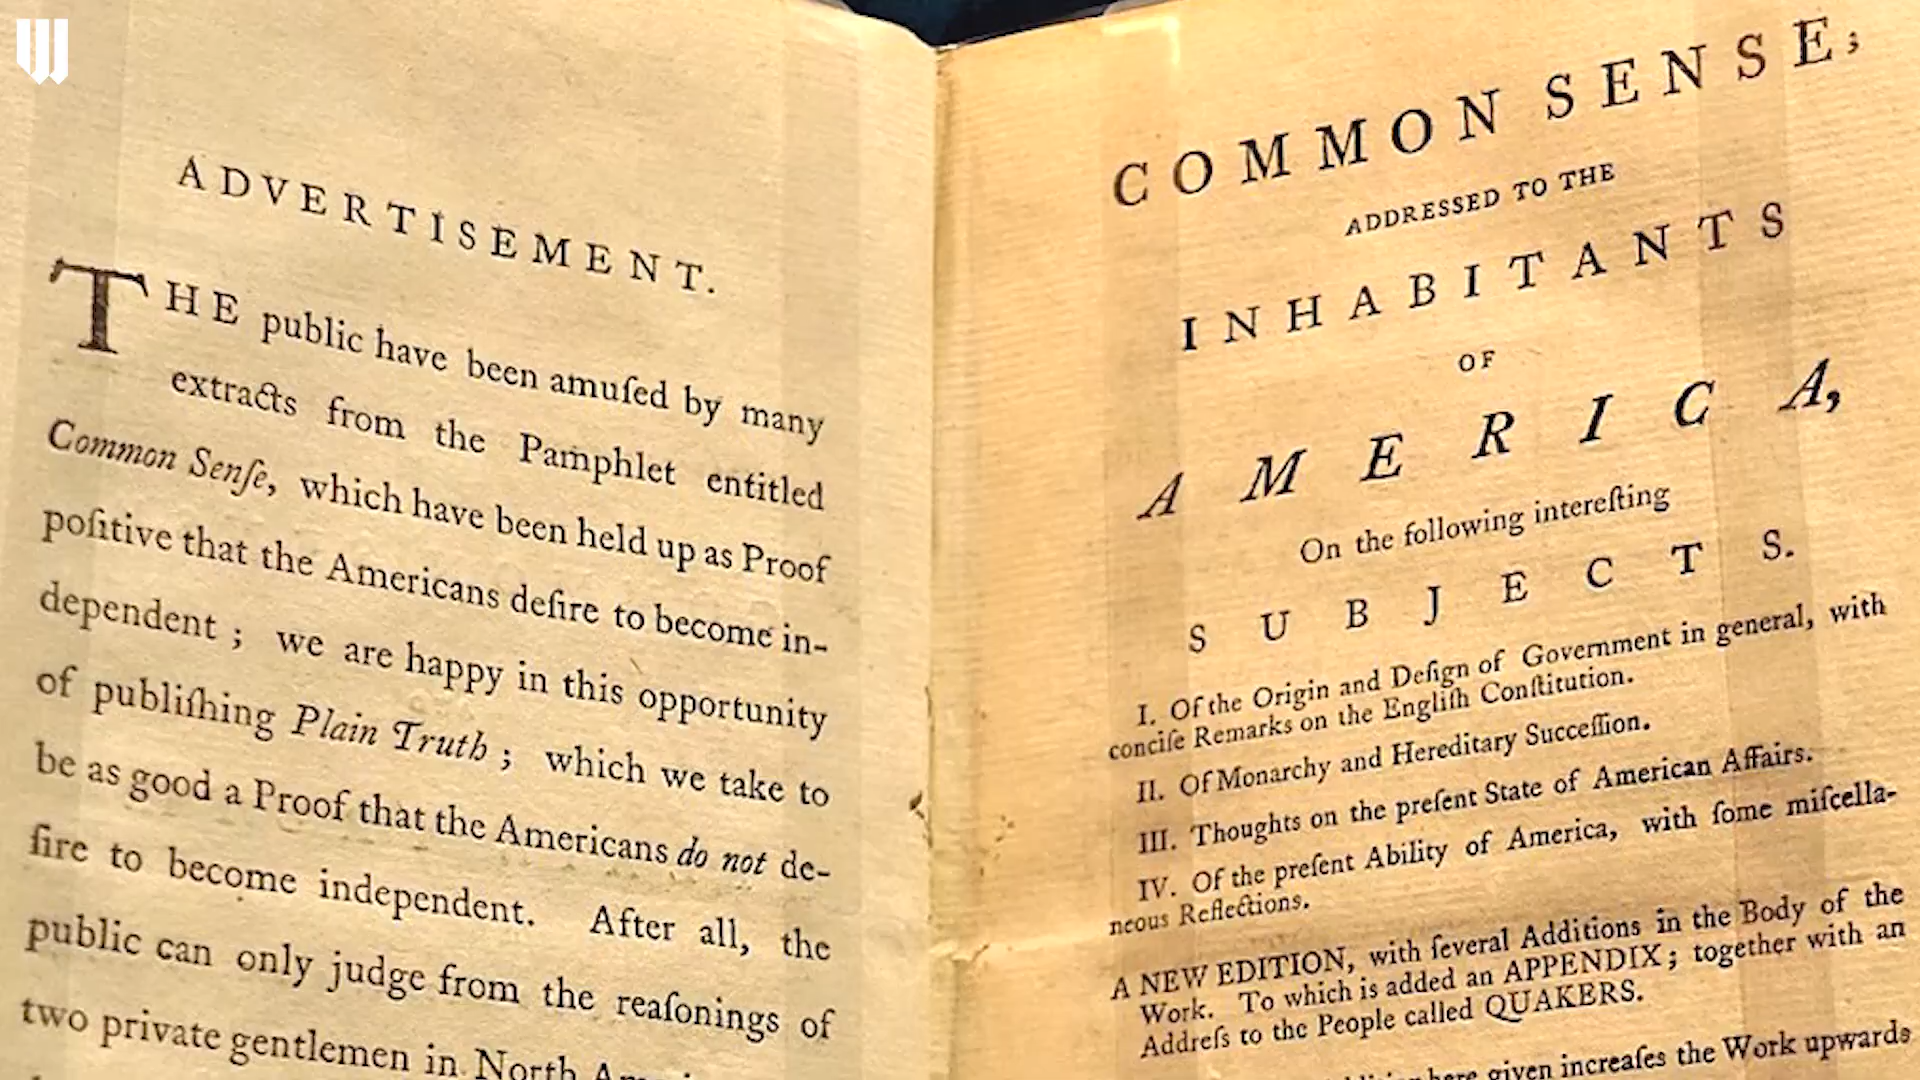 ADVERTISEMENT.
THE public have been amuſed by many
extracts from the Pamphlet entitled
Common Senſe, which have been held up as Proof
poſitive that the Americans deſire to become in-
dependent ; we are happy in this opportunity
of publiſhing Plain Truth ; which we take to
be as good a Proof that the Americans do not de-
ſire to become independent. After all, the
public can only judge from the reaſonings of
two private gentlemen in North
COMMON SENSE;
ADDRESSED TO THE
INHABITANTS
OF
AMERICA,
On the following intereſting
SUBJECTS.
I. Of the Origin and Deſign of Government in general, with
conciſe Remarks on the Engliſh Conſtitution.
II. Of Monarchy and Hereditary Succeſſion.
III. Thoughts on the preſent State of American Affairs.
IV. Of the preſent Ability of America, with ſome miſcella-
neous Reflections.
A NEW EDITION, with ſeveral Additions in the Body of the
Work. To which is added an APPENDIX ; together with an
Addreſs to the People called QUAKERS.
here given increaſes the Work upwards